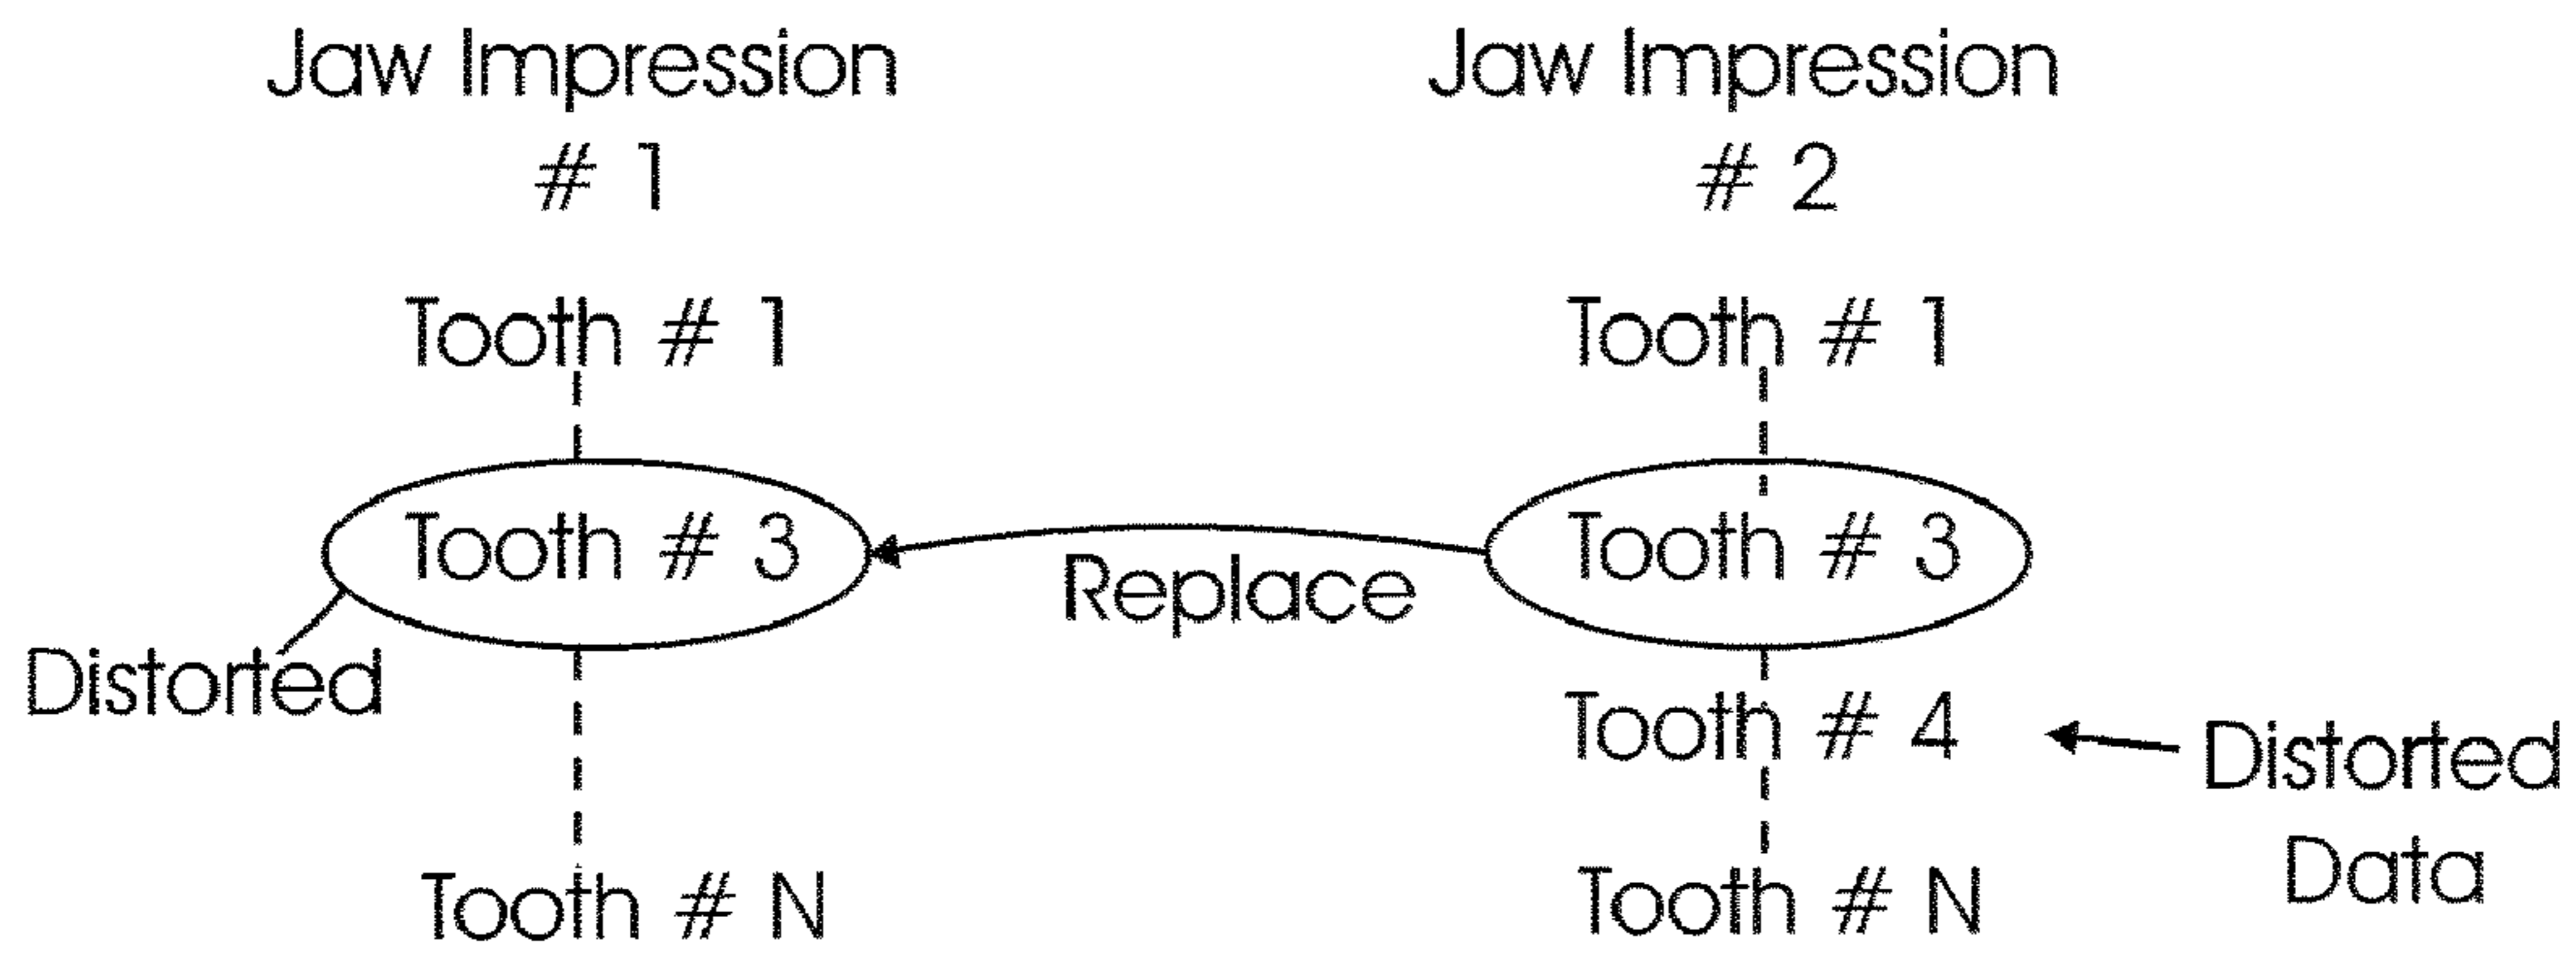 Jaw Impression
# 1
Tooth # 1
Tooth # 3
Distorted
Tooth # N
Replace
Jaw Impression
# 2
Tooth # 1
Tooth # 3
Tooth # 4
Tooth # N
Distorted
Data